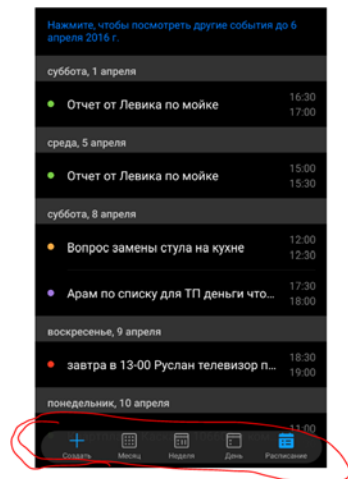 Нажмите, чтобы посмотреть другие события до 6
апреля 2016 г.
суббота, 1 апреля
Отчет от Левика по мойке
16:30
17:00
среда, 5 апреля
Отчет от Левика по мойке
15:00
15:30
суббота, 8 апреля
Вопрос замены стула на кухне
12:00
12:30
Арам по списку для ТП деньги что...
17:30
18:00
воскресенье, 9 апреля
завтра в 13-00 Руслан телевизор п...
18:30
19:00
понедельник, 10 апреля
11:00
Создать Месяц Неделя День Расписание